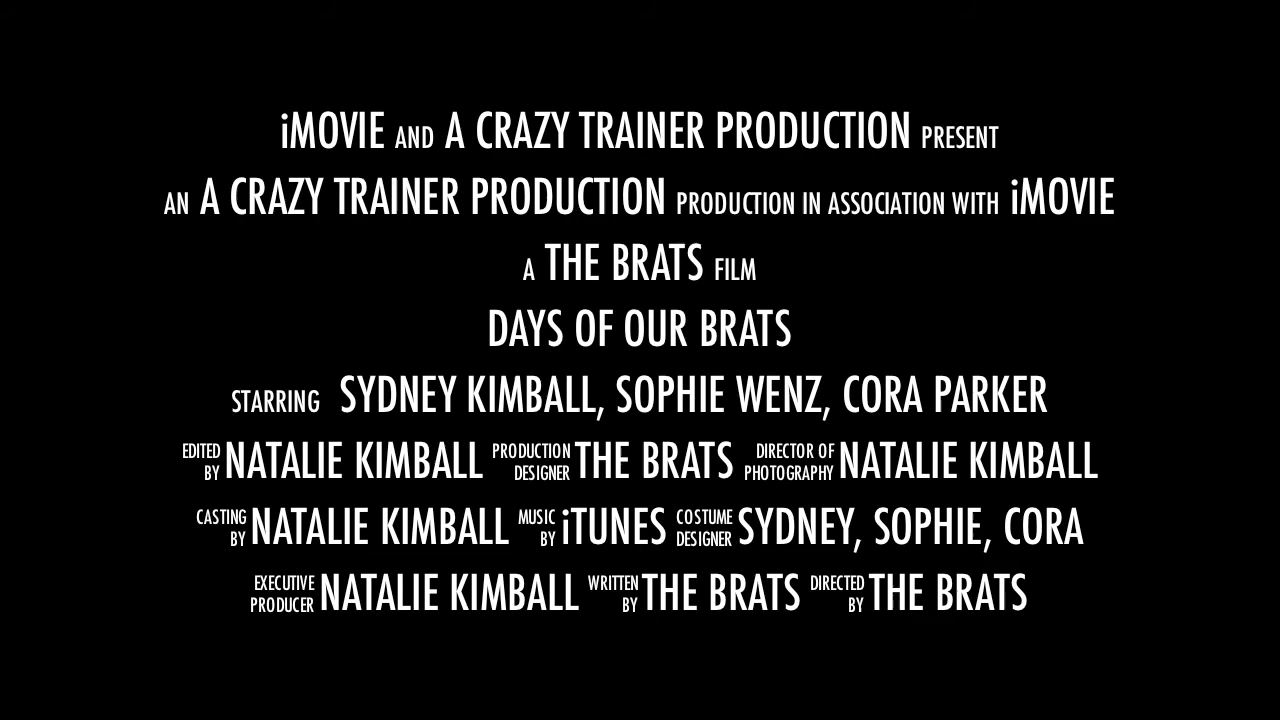 iMOVIE AND A CRAZY TRAINER PRODUCTION PRESENT
AN A CRAZY TRAINER PRODUCTION PRODUCTION IN ASSOCIATION WITH iMOVIE
A THE BRATS FILM
DAYS OF OUR BRATS
STARRING SYDNEY KIMBALL, SOPHIE WENZ, CORA PARKER
EDITED BY NATALIE KIMBALL PRODUCTION DESIGNER THE BRATS DIRECTOR OF PHOTOGRAPHY NATALIE KIMBALL
CASTING BY NATALIE KIMBALL MUSIC BY iTUNES COSTUME DESIGNER SYDNEY, SOPHIE, CORA
EXECUTIVE PRODUCER NATALIE KIMBALL WRITTEN BY THE BRATS DIRECTED BY THE BRATS